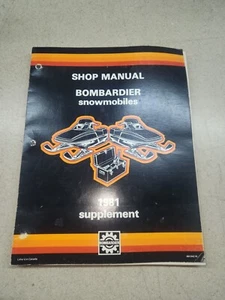 SHOP MANUAL
BOMBARDIER
snowmobiles
1981
supplement